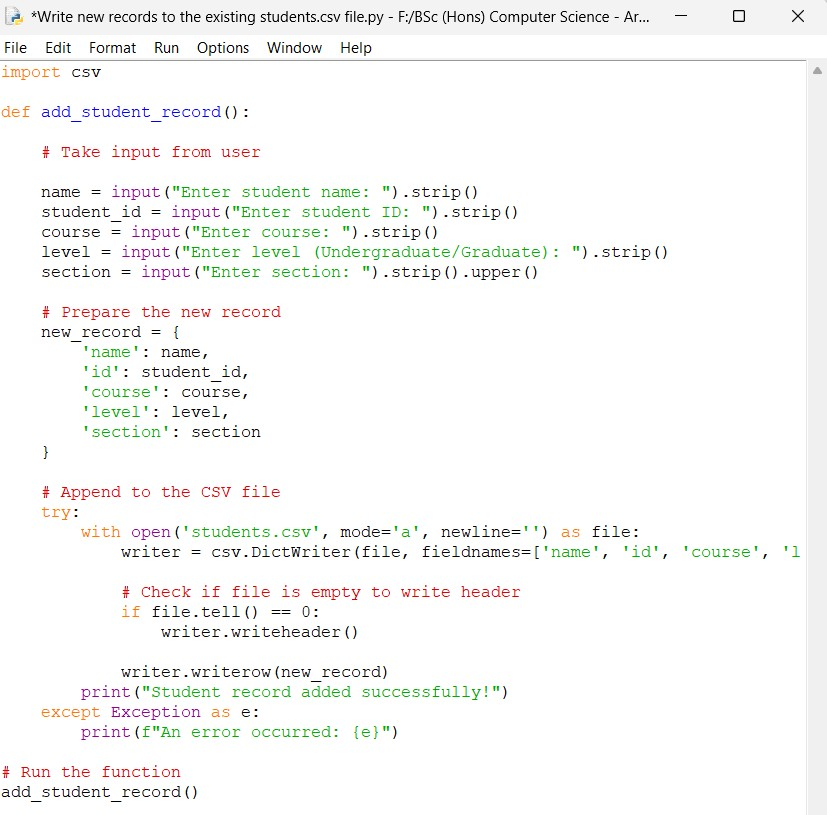 *Write new records to the existing students.csv file.py - F:/BSc (Hons) Computer Science - Ar...
File Edit Format Run Options Window Help
import csv
def add_student_record():
    # Take input from user
    name = input("Enter student name: ").strip()
    student_id = input("Enter student ID: ").strip()
    course = input("Enter course: ").strip()
    level = input("Enter level (Undergraduate/Graduate): ").strip()
    section = input("Enter section: ").strip().upper()
    # Prepare the new record
    new_record = {
        'name': name,
        'id': student_id,
        'course': course,
        'level': level,
        'section': section
    }
    # Append to the CSV file
    try:
        with open('students.csv', mode='a', newline='') as file:
            writer = csv.DictWriter(file, fieldnames=['name', 'id', 'course', 'l
            # Check if file is empty to write header
            if file.tell() == 0:
                writer.writeheader()
            writer.writerow(new_record)
        print("Student record added successfully!")
    except Exception as e:
        print(f"An error occurred: {e}")
# Run the function
add_student_record()